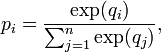 p_i = \frac{\exp(q_i)}{\sum_{j=1}^{n} \exp(q_j)},